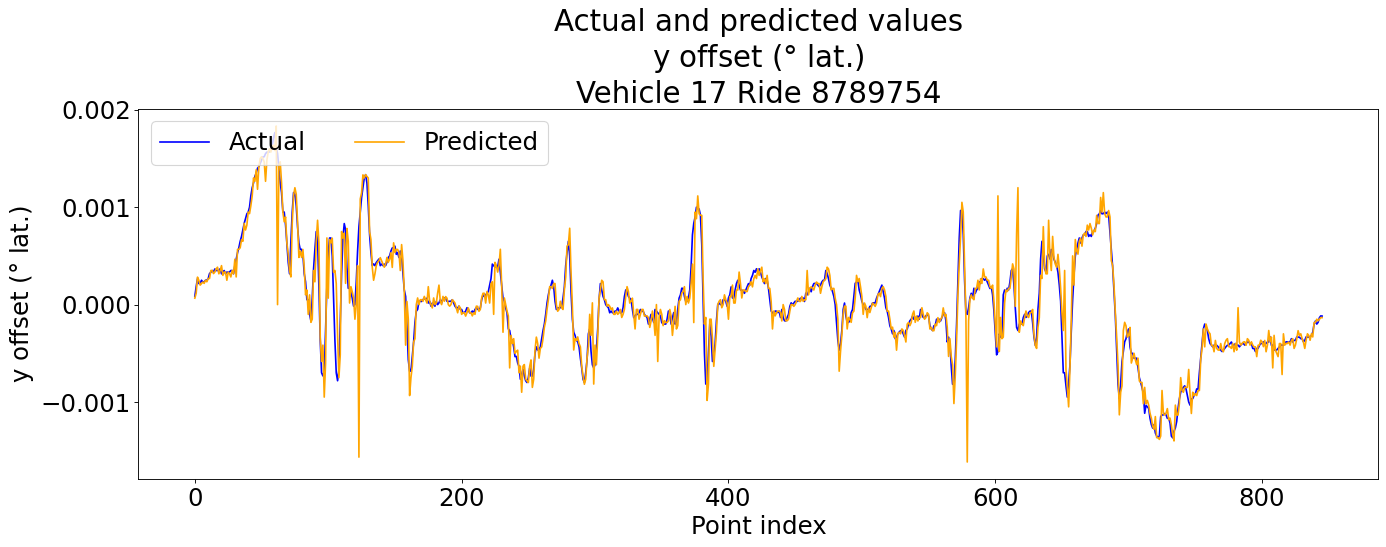 Actual and predicted values
y offset (° lat.)
Vehicle 17 Ride 8789754
y offset (° lat.)
0.002
0.001
0.000
−0.001
Actual
Predicted
0
200
400
600
800
Point index